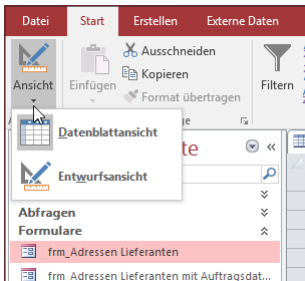 Datei Start Erstellen Externe Daten
Ansicht
Einfügen
Ausschneiden
Kopieren
Format übertragen
Filtern
Datenblattansicht
Entwurfsansicht
Abfragen
Formulare
frm_Adressen Lieferanten
frm_Adressen Lieferanten mit Auftragsdat...